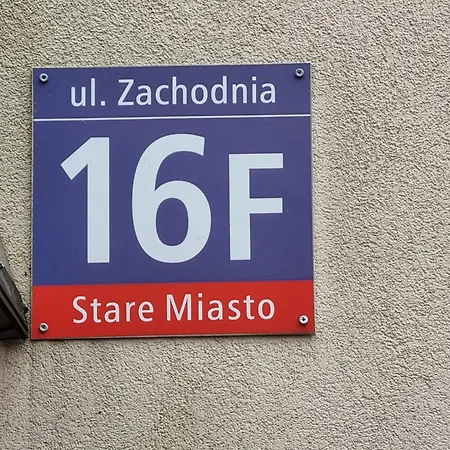 ul. Zachodnia
16F
Stare Miasto